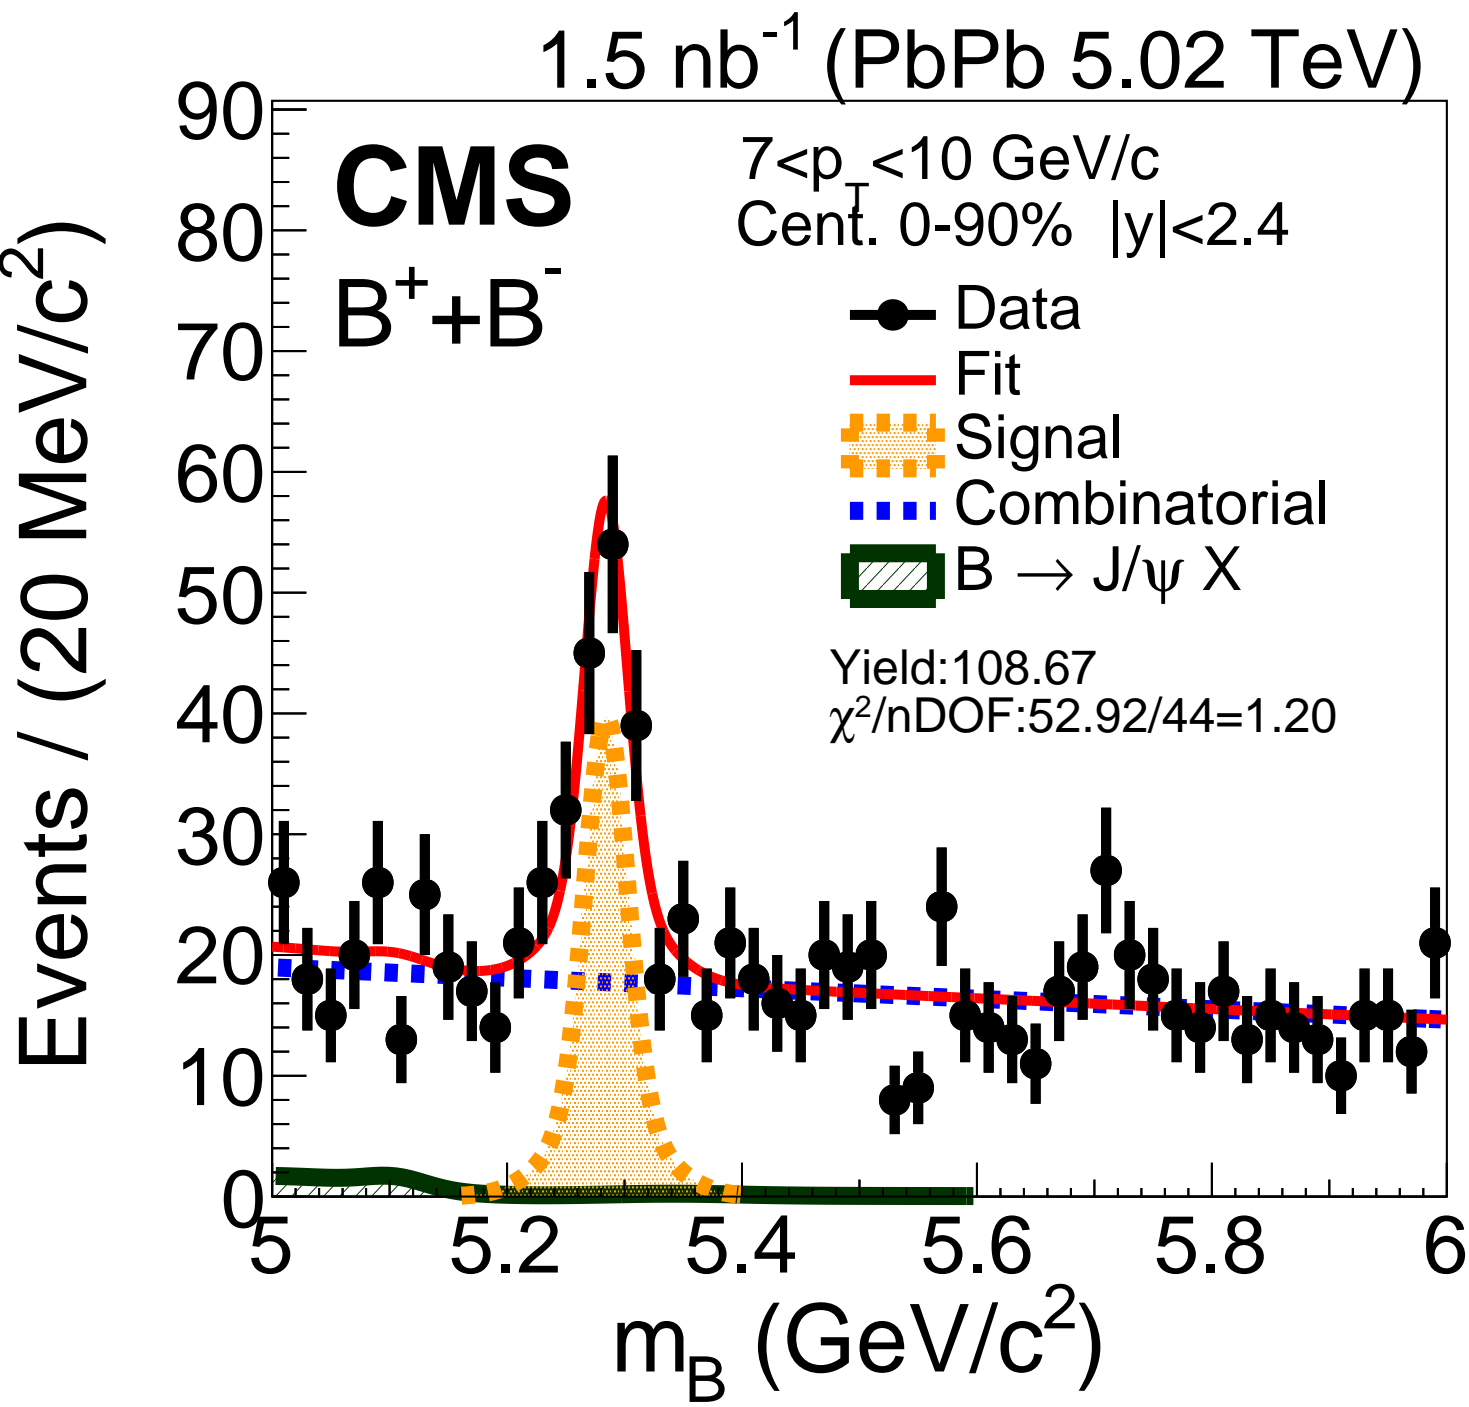 1.5 nb⁻¹ (PbPb 5.02 TeV)
CMS
B⁺+B⁻
7<p_T<10 GeV/c
Cent. 0-90% |y|<2.4
Data
Fit
Signal
Combinatorial
B → J/ψ X
Yield:108.67
χ²/nDOF:52.92/44=1.20
Events / (20 MeV/c²)
90
80
70
60
50
40
30
20
10
0
5 5.2 5.4 5.6 5.8 6
m_B (GeV/c²)